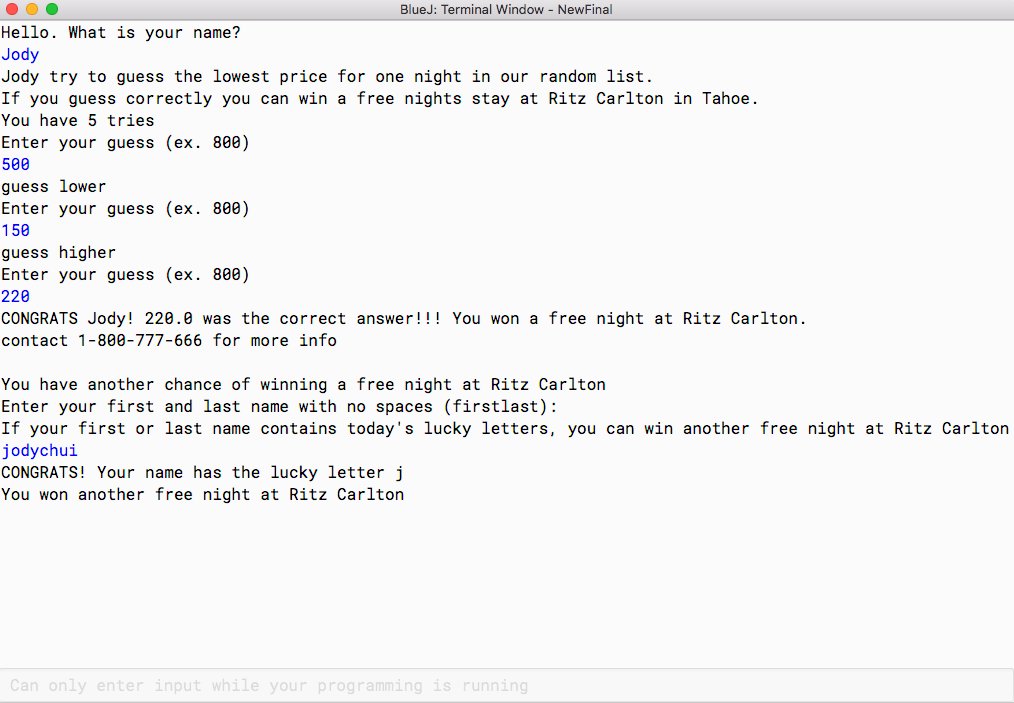 BlueJ: Terminal Window - NewFinal
Hello. What is your name?
Jody
Jody try to guess the lowest price for one night in our random list.
If you guess correctly you can win a free nights stay at Ritz Carlton in Tahoe.
You have 5 tries
Enter your guess (ex. 800)
500
guess lower
Enter your guess (ex. 800)
150
guess higher
Enter your guess (ex. 800)
220
CONGRATS Jody! 220.0 was the correct answer!!! You won a free night at Ritz Carlton.
contact 1-800-777-666 for more info
You have another chance of winning a free night at Ritz Carlton
Enter your first and last name with no spaces (firstlast):
If your first or last name contains today's lucky letters, you can win another free night at Ritz Carlton
jodychui
CONGRATS! Your name has the lucky letter j
You won another free night at Ritz Carlton
Can only enter input while your programming is running